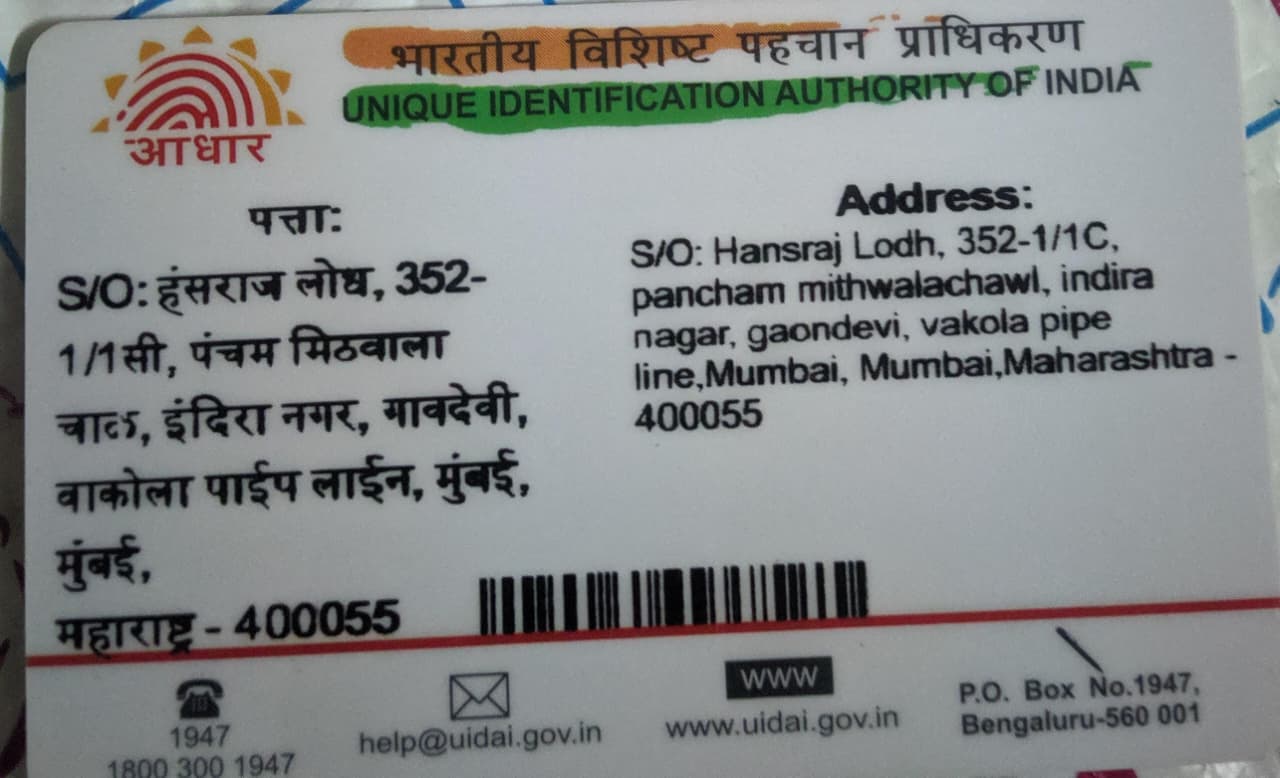 भारतीय विशिष्ट पहचान प्राधिकरण
UNIQUE IDENTIFICATION AUTHORITY OF INDIA
आधार
पत्ता:
S/O: हंसराज लोध, 352-
1/1सी, पंचम मिठवाला
चाळ, इंदिरा नगर, गावदेवी,
वाकोला पाईप लाईन, मुंबई,
मुंबई,
महाराष्ट्र - 400055
Address:
S/O: Hansraj Lodh, 352-1/1C,
pancham mithwalachawl, indira
nagar, gaondevi, vakola pipe
line,Mumbai, Mumbai,Maharashtra -
400055
1947
1800 300 1947
help@uidai.gov.in
WWW
www.uidai.gov.in
P.O. Box No.1947,
Bengaluru-560 001